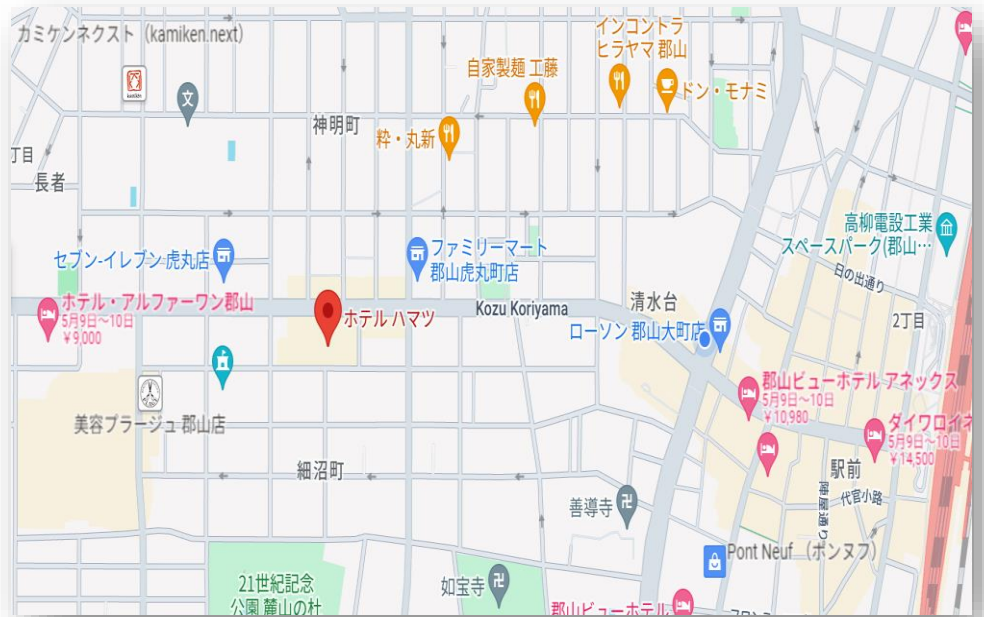 カミケンネクスト (kamiken.next)
インコントラ
ヒラヤマ 郡山
自家製麺 工藤
ドン・モナミ
文
神明町
粋・丸新
丁目
長者
高柳電設工業
スペースパーク(郡山…
セブン-イレブン 虎丸店
ファミリーマート
郡山虎丸町店
日の出通り
ホテル・アルファーワン郡山
5月9日～10日
￥9,000
ホテル ハマツ
Kozu Koriyama
清水台
ローソン 郡山大町店
2丁目
郡山ビューホテル アネックス
5月9日～10日
￥10,980
美容プラージュ 郡山店
ダイワロイネ
5月9日～10日
￥14,500
細沼町
駅前
代官小路
陣屋通り
善導寺
Pont Neuf （ポンヌフ）
21世紀記念
公園 麓山の杜
如宝寺
郡山ビューホテル